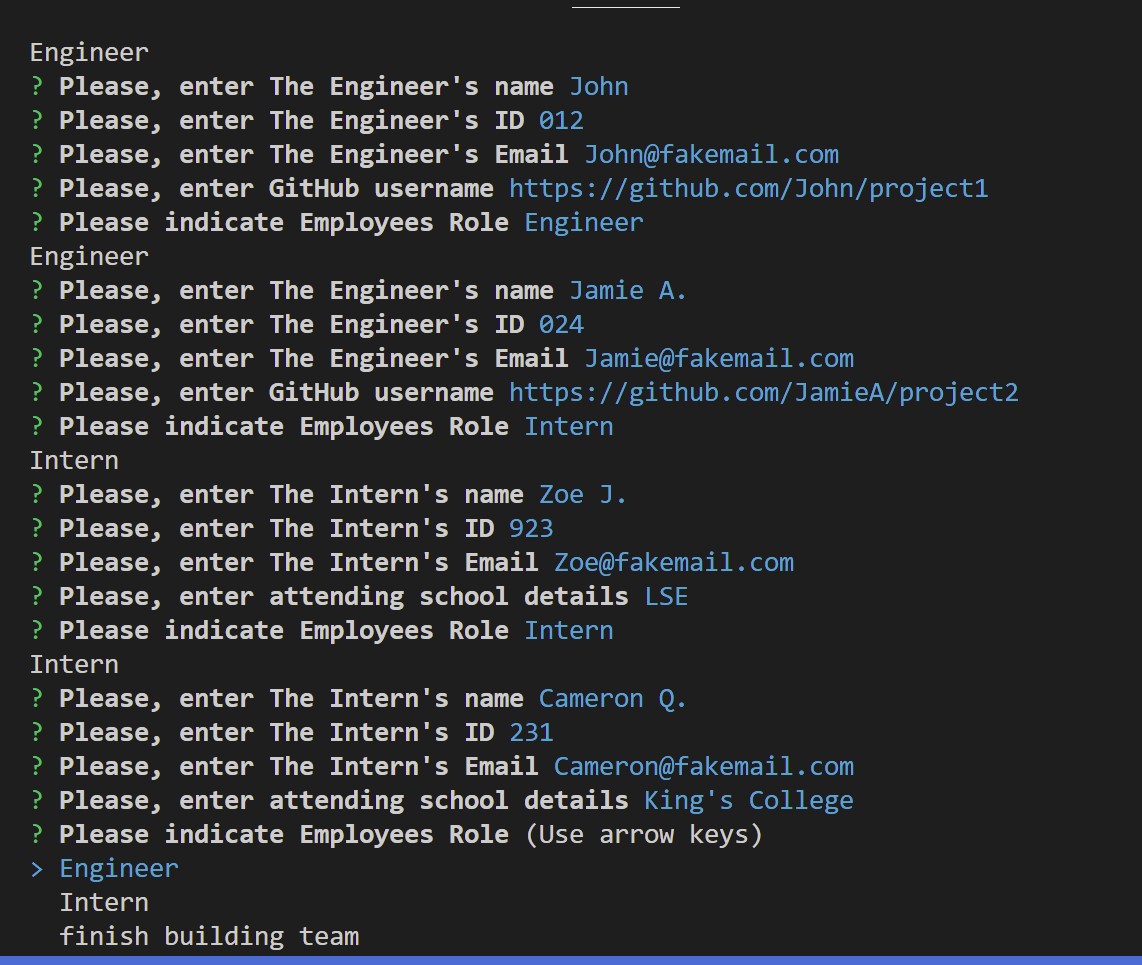 Engineer
? Please, enter The Engineer's name John
? Please, enter The Engineer's ID 012
? Please, enter The Engineer's Email John@fakemail.com
? Please, enter GitHub username https://github.com/John/project1
? Please indicate Employees Role Engineer
Engineer
? Please, enter The Engineer's name Jamie A.
? Please, enter The Engineer's ID 024
? Please, enter The Engineer's Email Jamie@fakemail.com
? Please, enter GitHub username https://github.com/JamieA/project2
? Please indicate Employees Role Intern
Intern
? Please, enter The Intern's name Zoe J.
? Please, enter The Intern's ID 923
? Please, enter The Intern's Email Zoe@fakemail.com
? Please, enter attending school details LSE
? Please indicate Employees Role Intern
Intern
? Please, enter The Intern's name Cameron Q.
? Please, enter The Intern's ID 231
? Please, enter The Intern's Email Cameron@fakemail.com
? Please, enter attending school details King's College
? Please indicate Employees Role (Use arrow keys)
> Engineer
  Intern
  finish building team